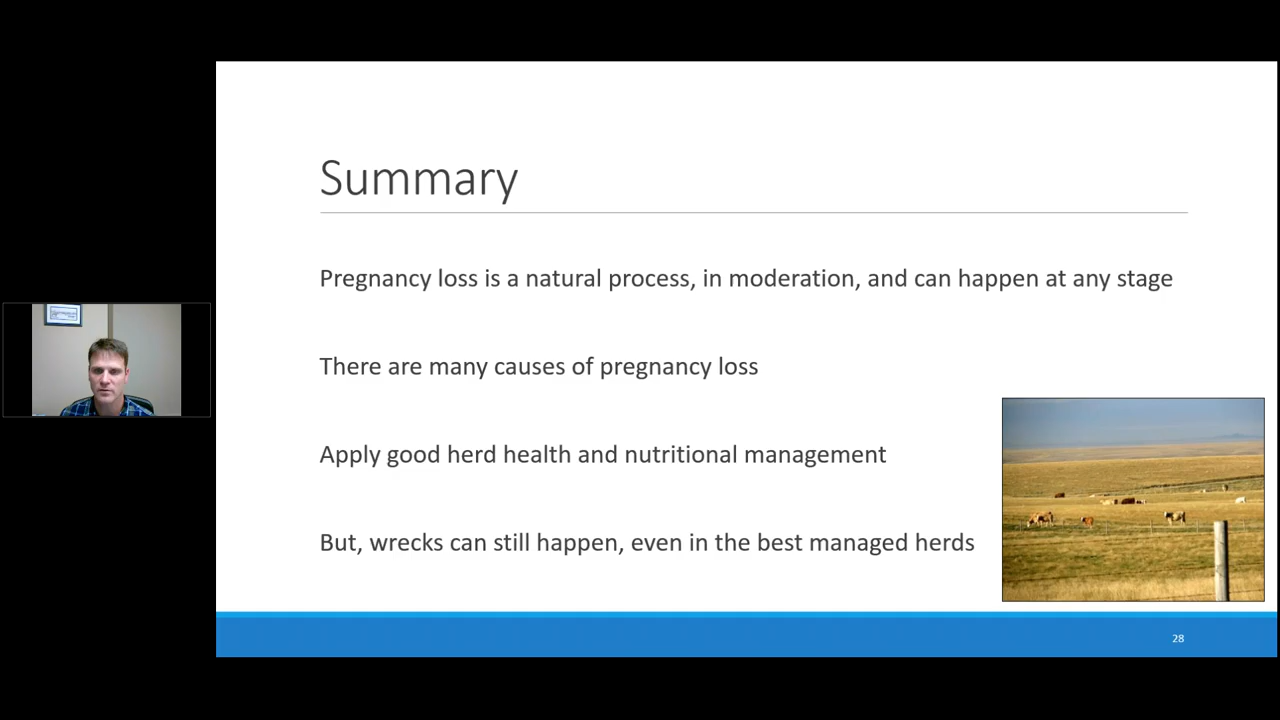 Summary
Pregnancy loss is a natural process, in moderation, and can happen at any stage
There are many causes of pregnancy loss
Apply good herd health and nutritional management
But, wrecks can still happen, even in the best managed herds
28